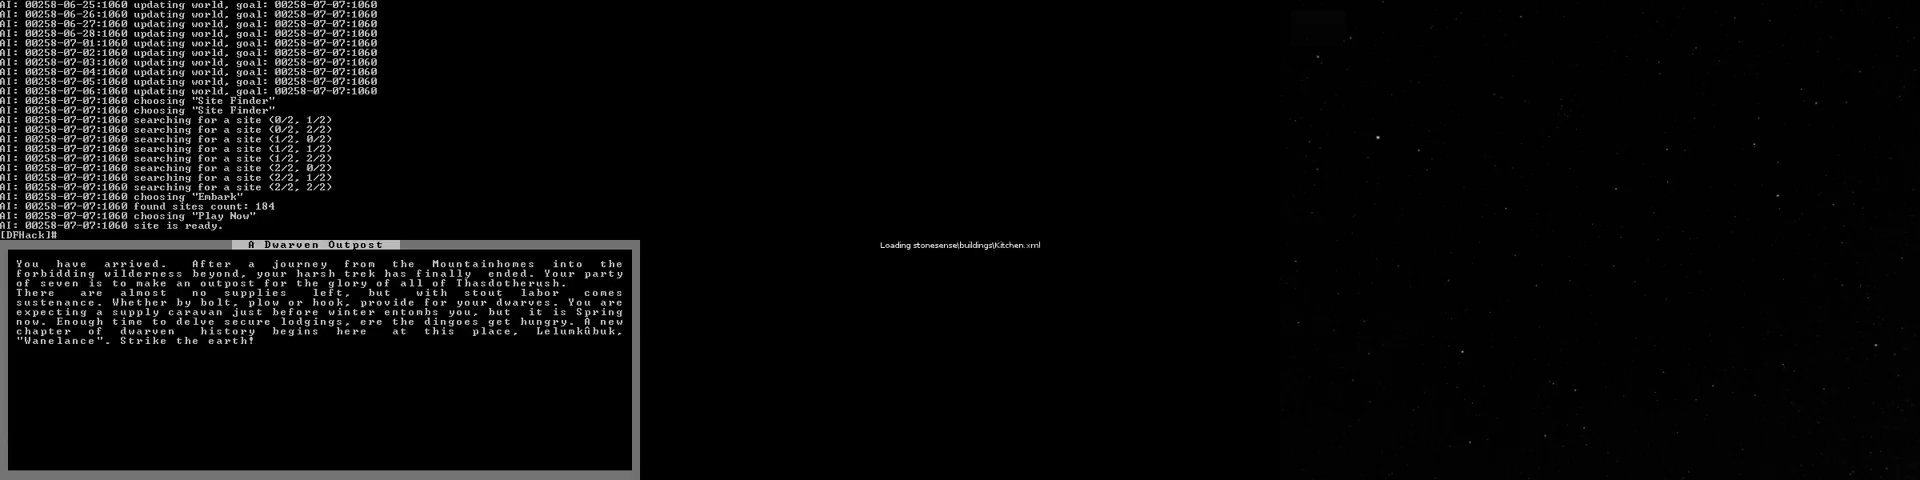 AI: 00258-06-25:1060 updating world, goal: 00258-07-07:1060
AI: 00258-06-26:1060 updating world, goal: 00258-07-07:1060
AI: 00258-06-27:1060 updating world, goal: 00258-07-07:1060
AI: 00258-06-28:1060 updating world, goal: 00258-07-07:1060
AI: 00258-07-01:1060 updating world, goal: 00258-07-07:1060
AI: 00258-07-02:1060 updating world, goal: 00258-07-07:1060
AI: 00258-07-03:1060 updating world, goal: 00258-07-07:1060
AI: 00258-07-04:1060 updating world, goal: 00258-07-07:1060
AI: 00258-07-05:1060 updating world, goal: 00258-07-07:1060
AI: 00258-07-06:1060 updating world, goal: 00258-07-07:1060
AI: 00258-07-07:1060 choosing "Site Finder"
AI: 00258-07-07:1060 choosing "Site Finder"
AI: 00258-07-07:1060 searching for a site (0/2, 1/2)
AI: 00258-07-07:1060 searching for a site (0/2, 2/2)
AI: 00258-07-07:1060 searching for a site (1/2, 0/2)
AI: 00258-07-07:1060 searching for a site (1/2, 1/2)
AI: 00258-07-07:1060 searching for a site (1/2, 2/2)
AI: 00258-07-07:1060 searching for a site (2/2, 0/2)
AI: 00258-07-07:1060 searching for a site (2/2, 1/2)
AI: 00258-07-07:1060 searching for a site (2/2, 2/2)
AI: 00258-07-07:1060 choosing "Embark"
AI: 00258-07-07:1060 found sites count: 184
AI: 00258-07-07:1060 choosing "Play Now"
AI: 00258-07-07:1060 site is ready.
[DFHack]#
A Dwarven Outpost
You have arrived. After a journey from the Mountainhomes into the
forbidding wilderness beyond, your harsh trek has finally ended. Your party
of seven is to make an outpost for the glory of all of Thasdotherush.
There are almost no supplies left, but with stout labor comes
sustenance. Whether by bolt, plow or hook, provide for your dwarves. You are
expecting a supply caravan just before winter entombs you, but it is Spring
now. Enough time to delve secure lodgings, ere the dingoes get hungry. A new
chapter of dwarven history begins here at this place, Lelumkûbuk,
"Wanelance". Strike the earth!
Loading stonesense\buildings\Kitchen.xml